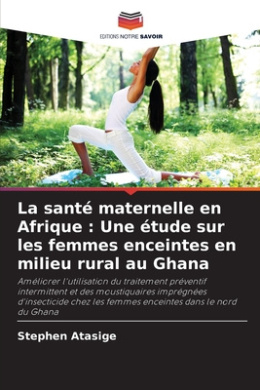 EDITIONS NOTRE SAVOIR
La santé maternelle en
Afrique : Une étude sur
les femmes enceintes en
milieu rural au Ghana
Améliorer l'utilisation du traitement préventif
intermittent et des moustiquaires imprégnées
d'insecticide chez les femmes enceintes dans le nord
du Ghana
Stephen Atasige